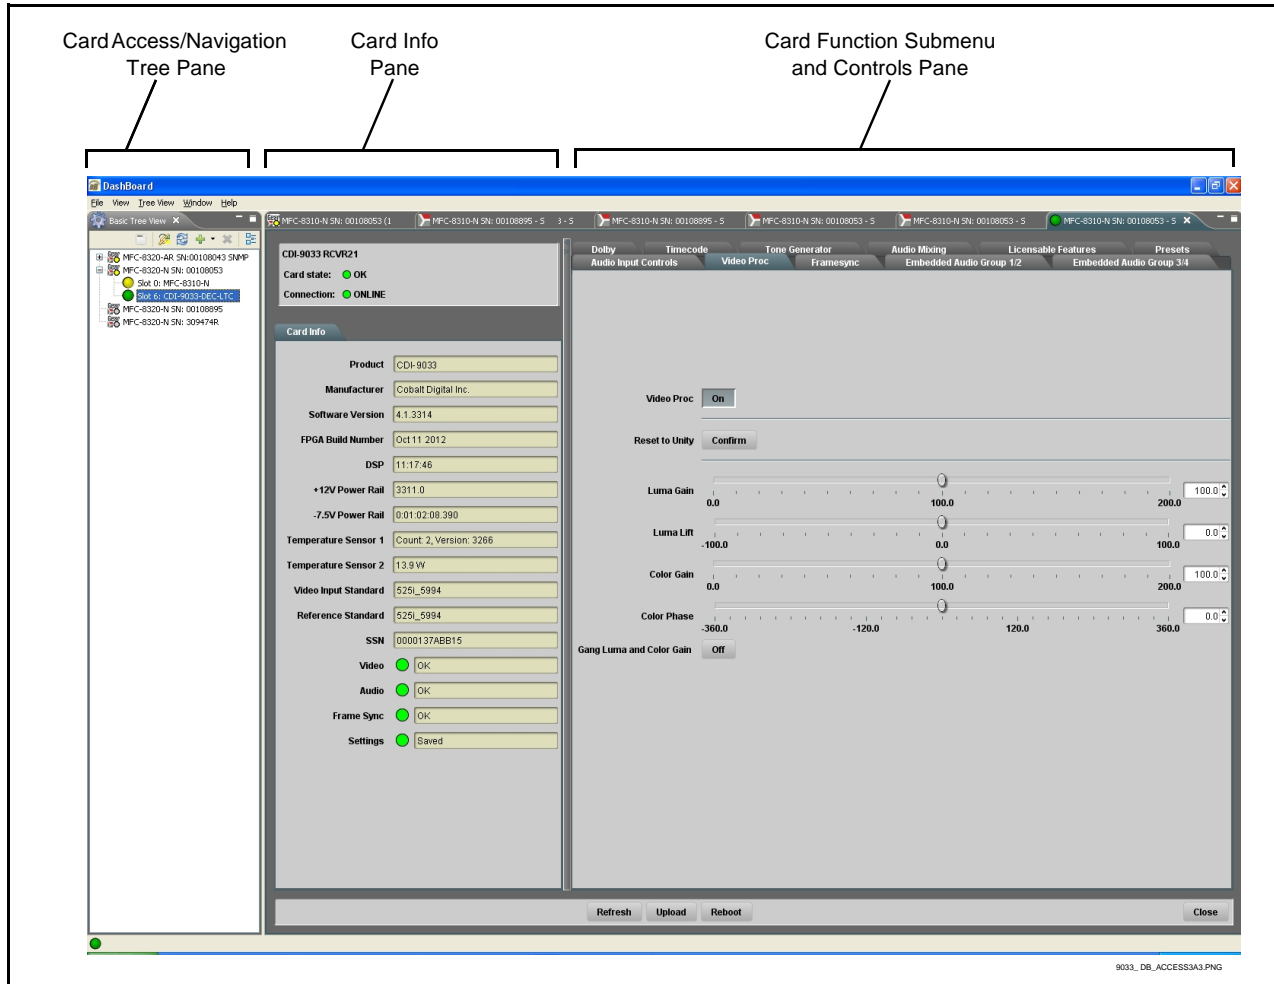 Card Access/Navigation
Tree Pane
Card Info
Pane
Card Function Submenu
and Controls Pane
DashBoard
File View Tree View Window Help
Basic Tree View
MFC-8320-AR SN:00108043 SNMP
MFC-8320-N SN: 00108053
Slot 0: MFC-8310-N
Slot 6: CDI-9033-DEC-LTC
MFC-8320-N SN: 00108895
MFC-8320-N SN: 309474R
MFC-8310-N SN: 00108053 (1
MFC-8310-N SN: 00108895 - S
3 - S
MFC-8310-N SN: 00108895 - S
MFC-8310-N SN: 00108053 - S
MFC-8310-N SN: 00108053 - S
MFC-8310-N SN: 00108053 - S
CDI-9033 RCVR21
Card state: OK
Connection: ONLINE
Card Info
Product CDI-9033
Manufacturer Cobalt Digital Inc.
Software Version 4.1.3314
FPGA Build Number Oct 11 2012
DSP 11:17:46
+12V Power Rail 3311.0
-7.5V Power Rail 0:01:02:08.390
Temperature Sensor 1 Count: 2, Version: 3266
Temperature Sensor 2 13.9 W
Video Input Standard 525i_5994
Reference Standard 525i_5994
SSN 0000137ABB15
Video OK
Audio OK
Frame Sync OK
Settings Saved
Dolby Timecode Tone Generator Audio Mixing Licensable Features Presets
Audio Input Controls Video Proc Framesync Embedded Audio Group 1/2 Embedded Audio Group 3/4
Video Proc On
Reset to Unity Confirm
Luma Gain 100.0
0.0 100.0 200.0
Luma Lift 0.0
-100.0 0.0 100.0
Color Gain 100.0
0.0 100.0 200.0
Color Phase 0.0
-360.0 -120.0 120.0 360.0
Gang Luma and Color Gain Off
Refresh Upload Reboot Close
9033_ DB_ACCESS3A3.PNG